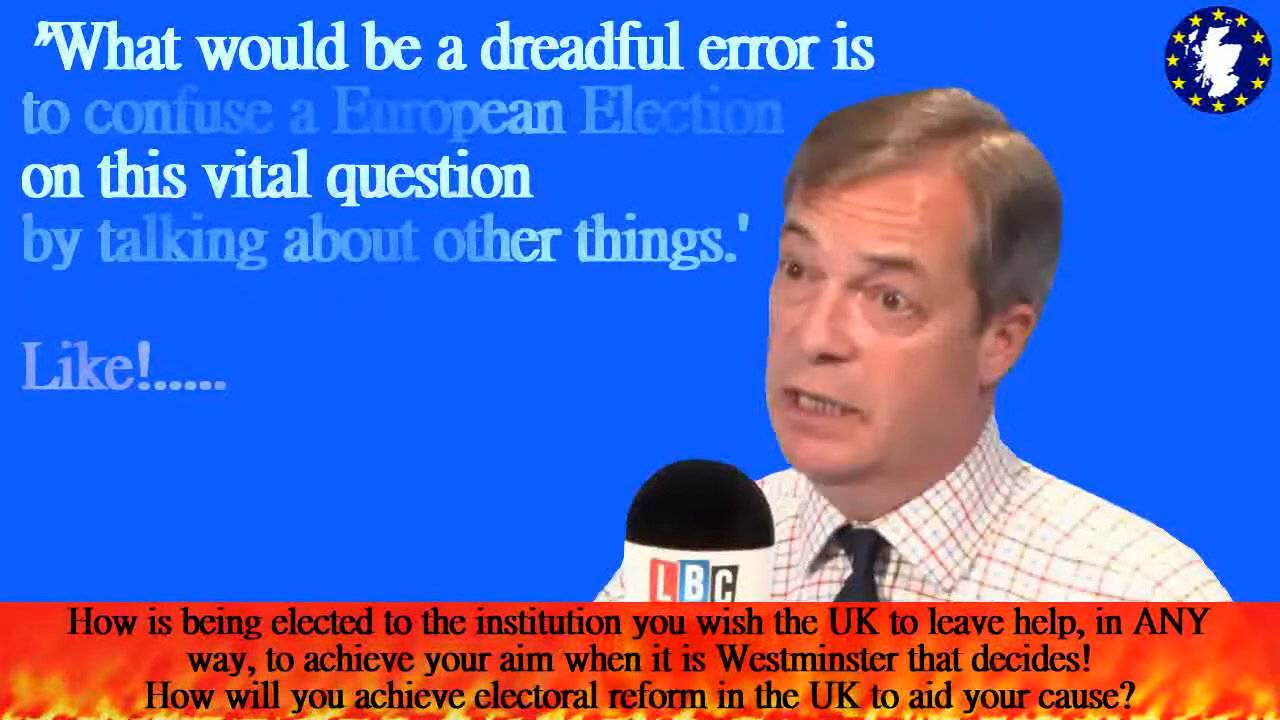 "What would be a dreadful error is
to confuse a European Election
on this vital question
by talking about other things.'
Like!.....
LBC
How is being elected to the institution you wish the UK to leave help, in ANY
way, to achieve your aim when it is Westminster that decides!
How will you achieve electoral reform in the UK to aid your cause?